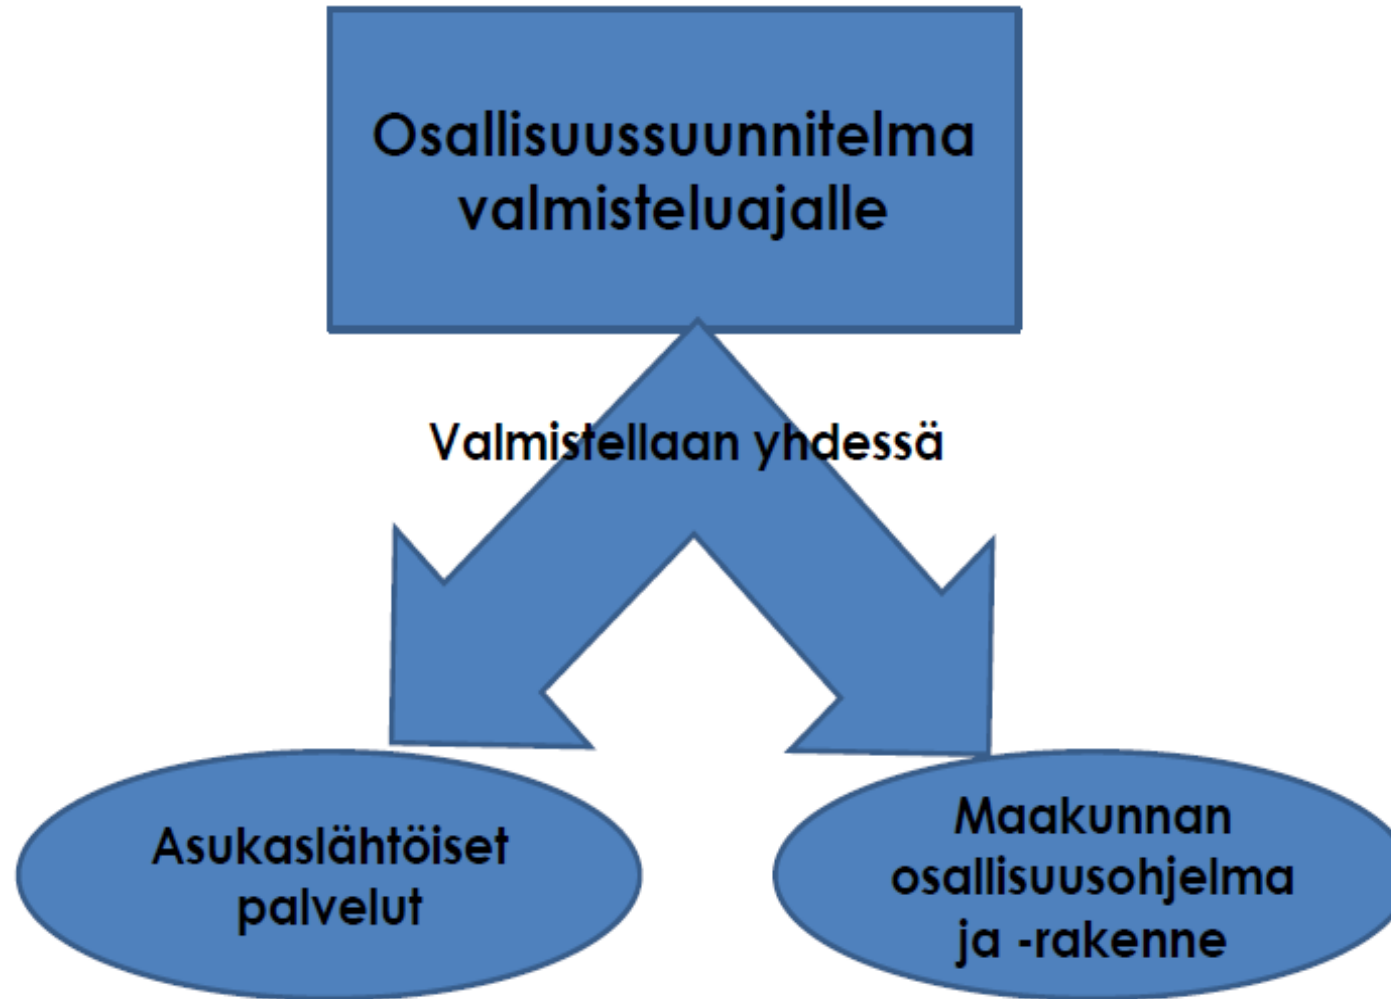 Osallisuussuunnitelma
valmisteluajalle
Valmistellaan yhdessä
Asukaslähtöiset
palvelut
Maakunnan
osallisuusohjelma
ja -rakenne